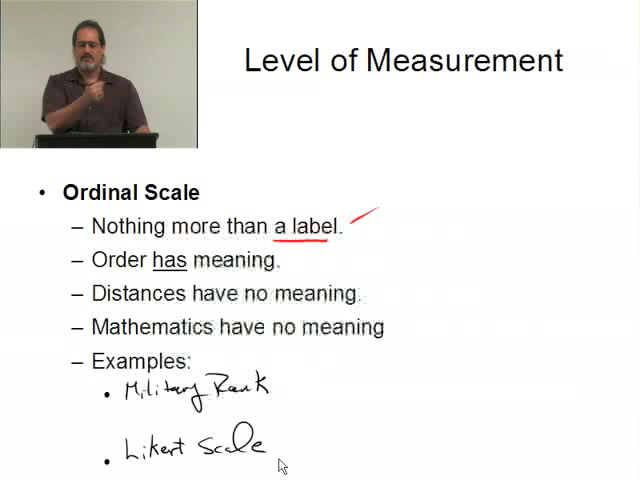 Level of Measurement
• Ordinal Scale
– Nothing more than a label.
– Order has meaning.
– Distances have no meaning.
– Mathematics have no meaning
– Examples:
• Military Rank
• Likert Scale